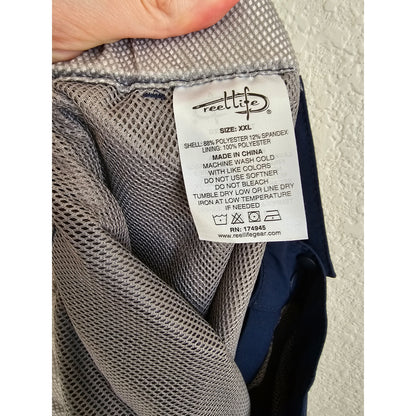 reel life
SIZE: XXL
SHELL: 88% POLYESTER 12% SPANDEX
LINING: 100% POLYESTER
MADE IN CHINA
MACHINE WASH COLD
WITH LIKE COLORS
DO NOT USE SOFTNER
DO NOT BLEACH
TUMBLE DRY LOW OR LINE DRY
IRON AT LOW TEMPERATURE
IF NEEDED
RN: 174945
www.reellifegear.com